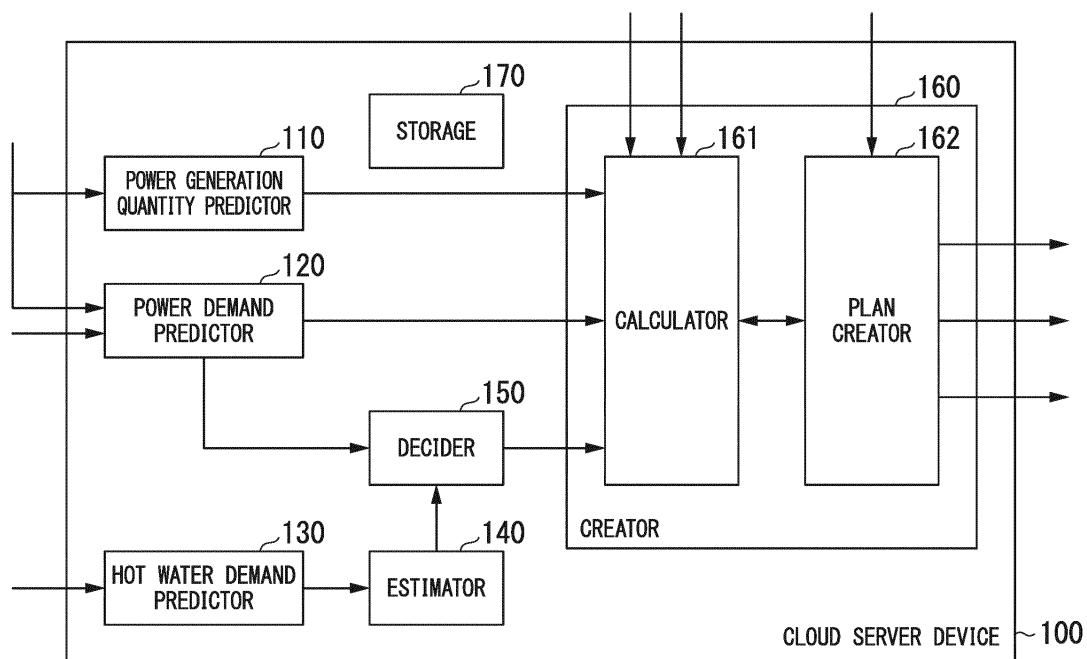 170
STORAGE
160
110
POWER GENERATION
QUANTITY PREDICTOR
161
162
120
POWER DEMAND
PREDICTOR
CALCULATOR
PLAN
CREATOR
150
DECIDER
CREATOR
130
HOT WATER DEMAND
PREDICTOR
140
ESTIMATOR
CLOUD SERVER DEVICE
100